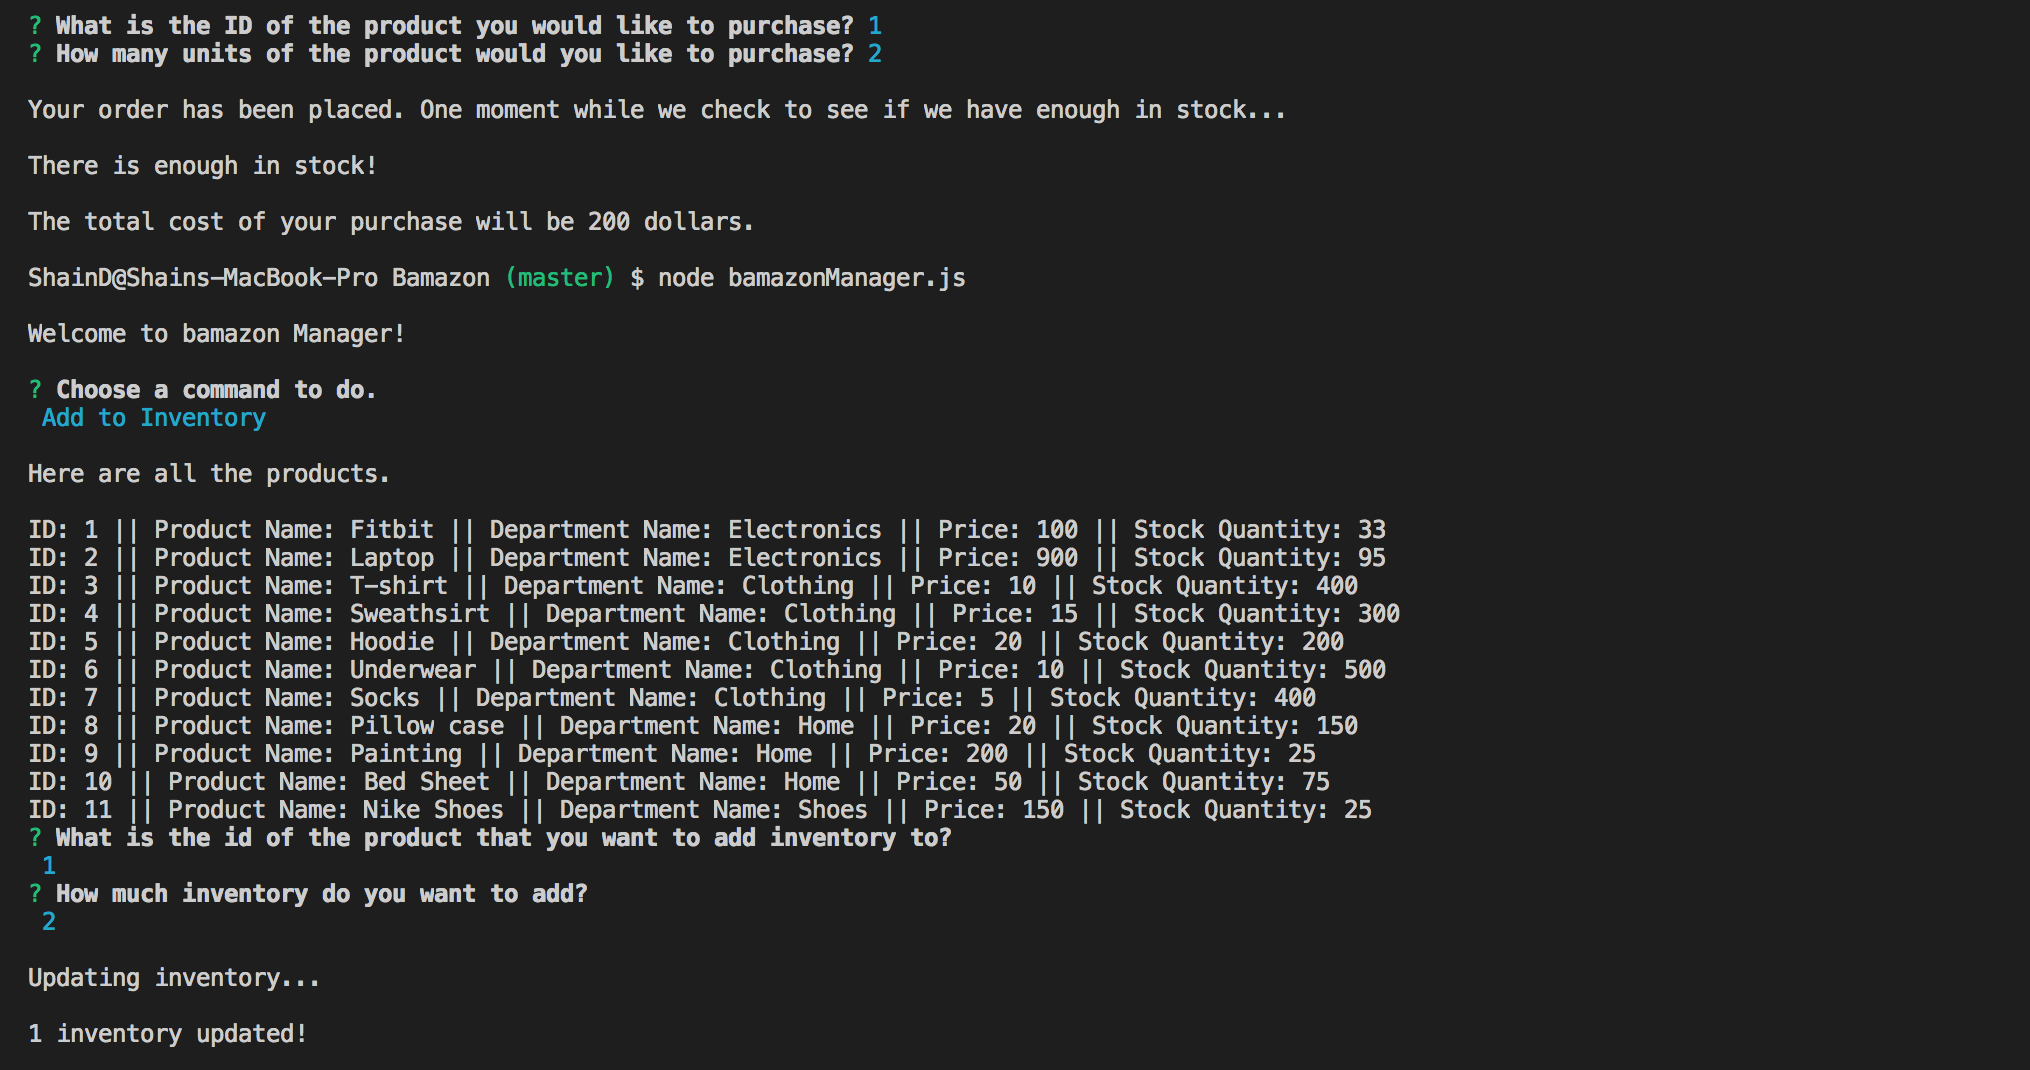 ? What is the ID of the product you would like to purchase? 1
? How many units of the product would you like to purchase? 2
Your order has been placed. One moment while we check to see if we have enough in stock...
There is enough in stock!
The total cost of your purchase will be 200 dollars.
ShainD@Shains-MacBook-Pro Bamazon (master) $ node bamazonManager.js
Welcome to bamazon Manager!
? Choose a command to do.
Add to Inventory
Here are all the products.
ID: 1 || Product Name: Fitbit || Department Name: Electronics || Price: 100 || Stock Quantity: 33
ID: 2 || Product Name: Laptop || Department Name: Electronics || Price: 900 || Stock Quantity: 95
ID: 3 || Product Name: T-shirt || Department Name: Clothing || Price: 10 || Stock Quantity: 400
ID: 4 || Product Name: Sweathsirt || Department Name: Clothing || Price: 15 || Stock Quantity: 300
ID: 5 || Product Name: Hoodie || Department Name: Clothing || Price: 20 || Stock Quantity: 200
ID: 6 || Product Name: Underwear || Department Name: Clothing || Price: 10 || Stock Quantity: 500
ID: 7 || Product Name: Socks || Department Name: Clothing || Price: 5 || Stock Quantity: 400
ID: 8 || Product Name: Pillow case || Department Name: Home || Price: 20 || Stock Quantity: 150
ID: 9 || Product Name: Painting || Department Name: Home || Price: 200 || Stock Quantity: 25
ID: 10 || Product Name: Bed Sheet || Department Name: Home || Price: 50 || Stock Quantity: 75
ID: 11 || Product Name: Nike Shoes || Department Name: Shoes || Price: 150 || Stock Quantity: 25
? What is the id of the product that you want to add inventory to?
1
? How much inventory do you want to add?
2
Updating inventory...
1 inventory updated!